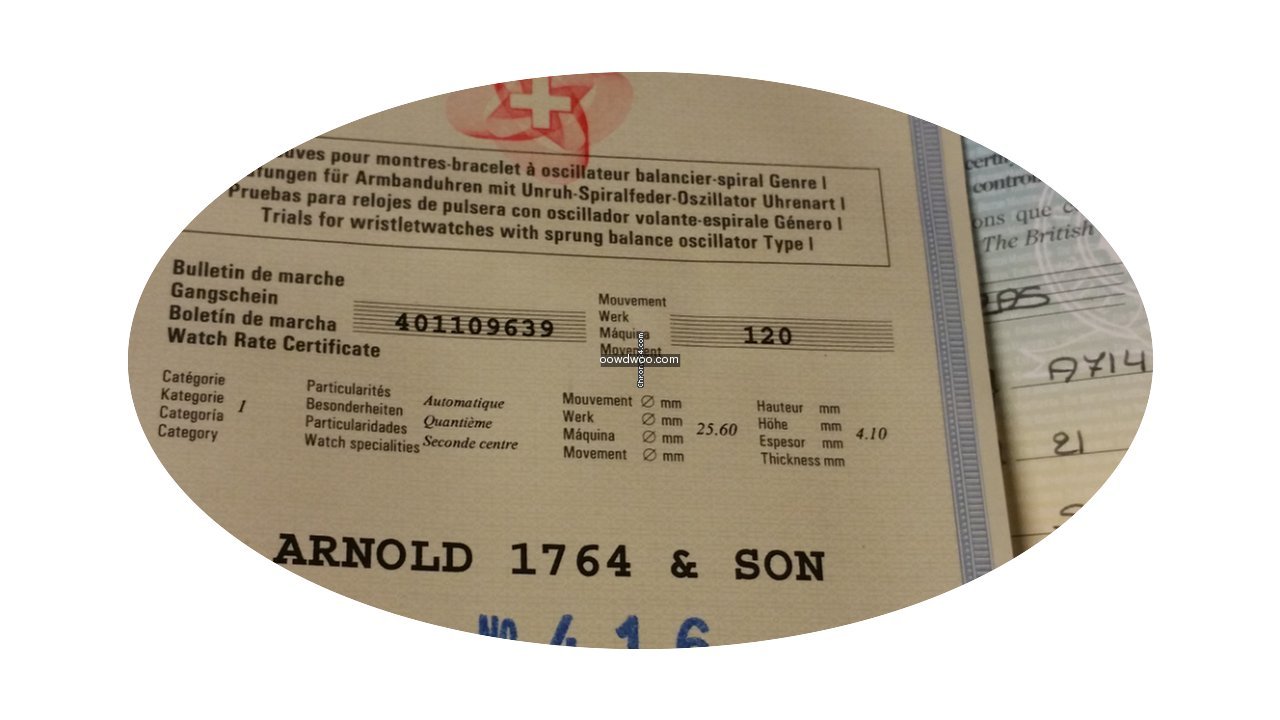 pour montres-bracelet à oscillateur balancier-spiral Genre I
für Armbanduhren mit Unruh-Spiralfeder-Oszillator Uhrenart I
Pruebas para relojes de pulsera con oscillador volante-espirale Género I
Trials for wristletwatches with sprung balance oscillator Type I
Bulletin de marche
Gangschein
Boletín de marcha
Watch Rate Certificate
401109639
Mouvement
Werk
Máquina
Movement
120
oowdwoo.com
Catégorie
Kategorie
Categoría
Category
1
Particularités
Besonderheiten
Particularidades
Watch specialities
Automatique
Quantième
Seconde centre
Mouvement ∅ mm
Werk ∅ mm
Máquina ∅ mm
Movement ∅ mm
25.60
Hauteur mm
Höhe mm
Espesor mm
Thickness mm
4.10
ARNOLD 1764 & SON
No 416
que
The British
A714
21